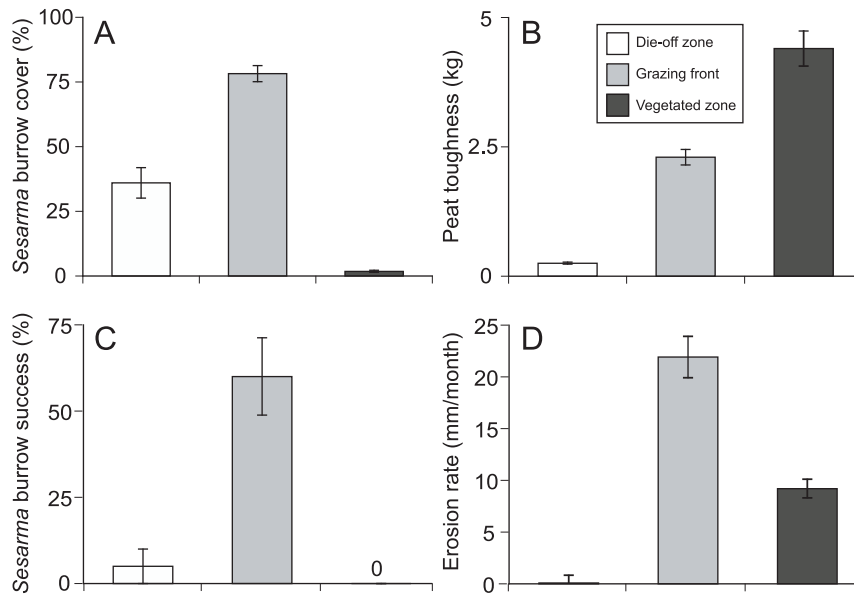 A
Sesarma burrow cover (%)
100
75
50
25
0
B
Peat toughness (kg)
5
2.5
0
Die-off zone
Grazing front
Vegetated zone
C
Sesarma burrow success (%)
75
50
25
0
0
D
Erosion rate (mm/month)
25
20
15
10
5
0